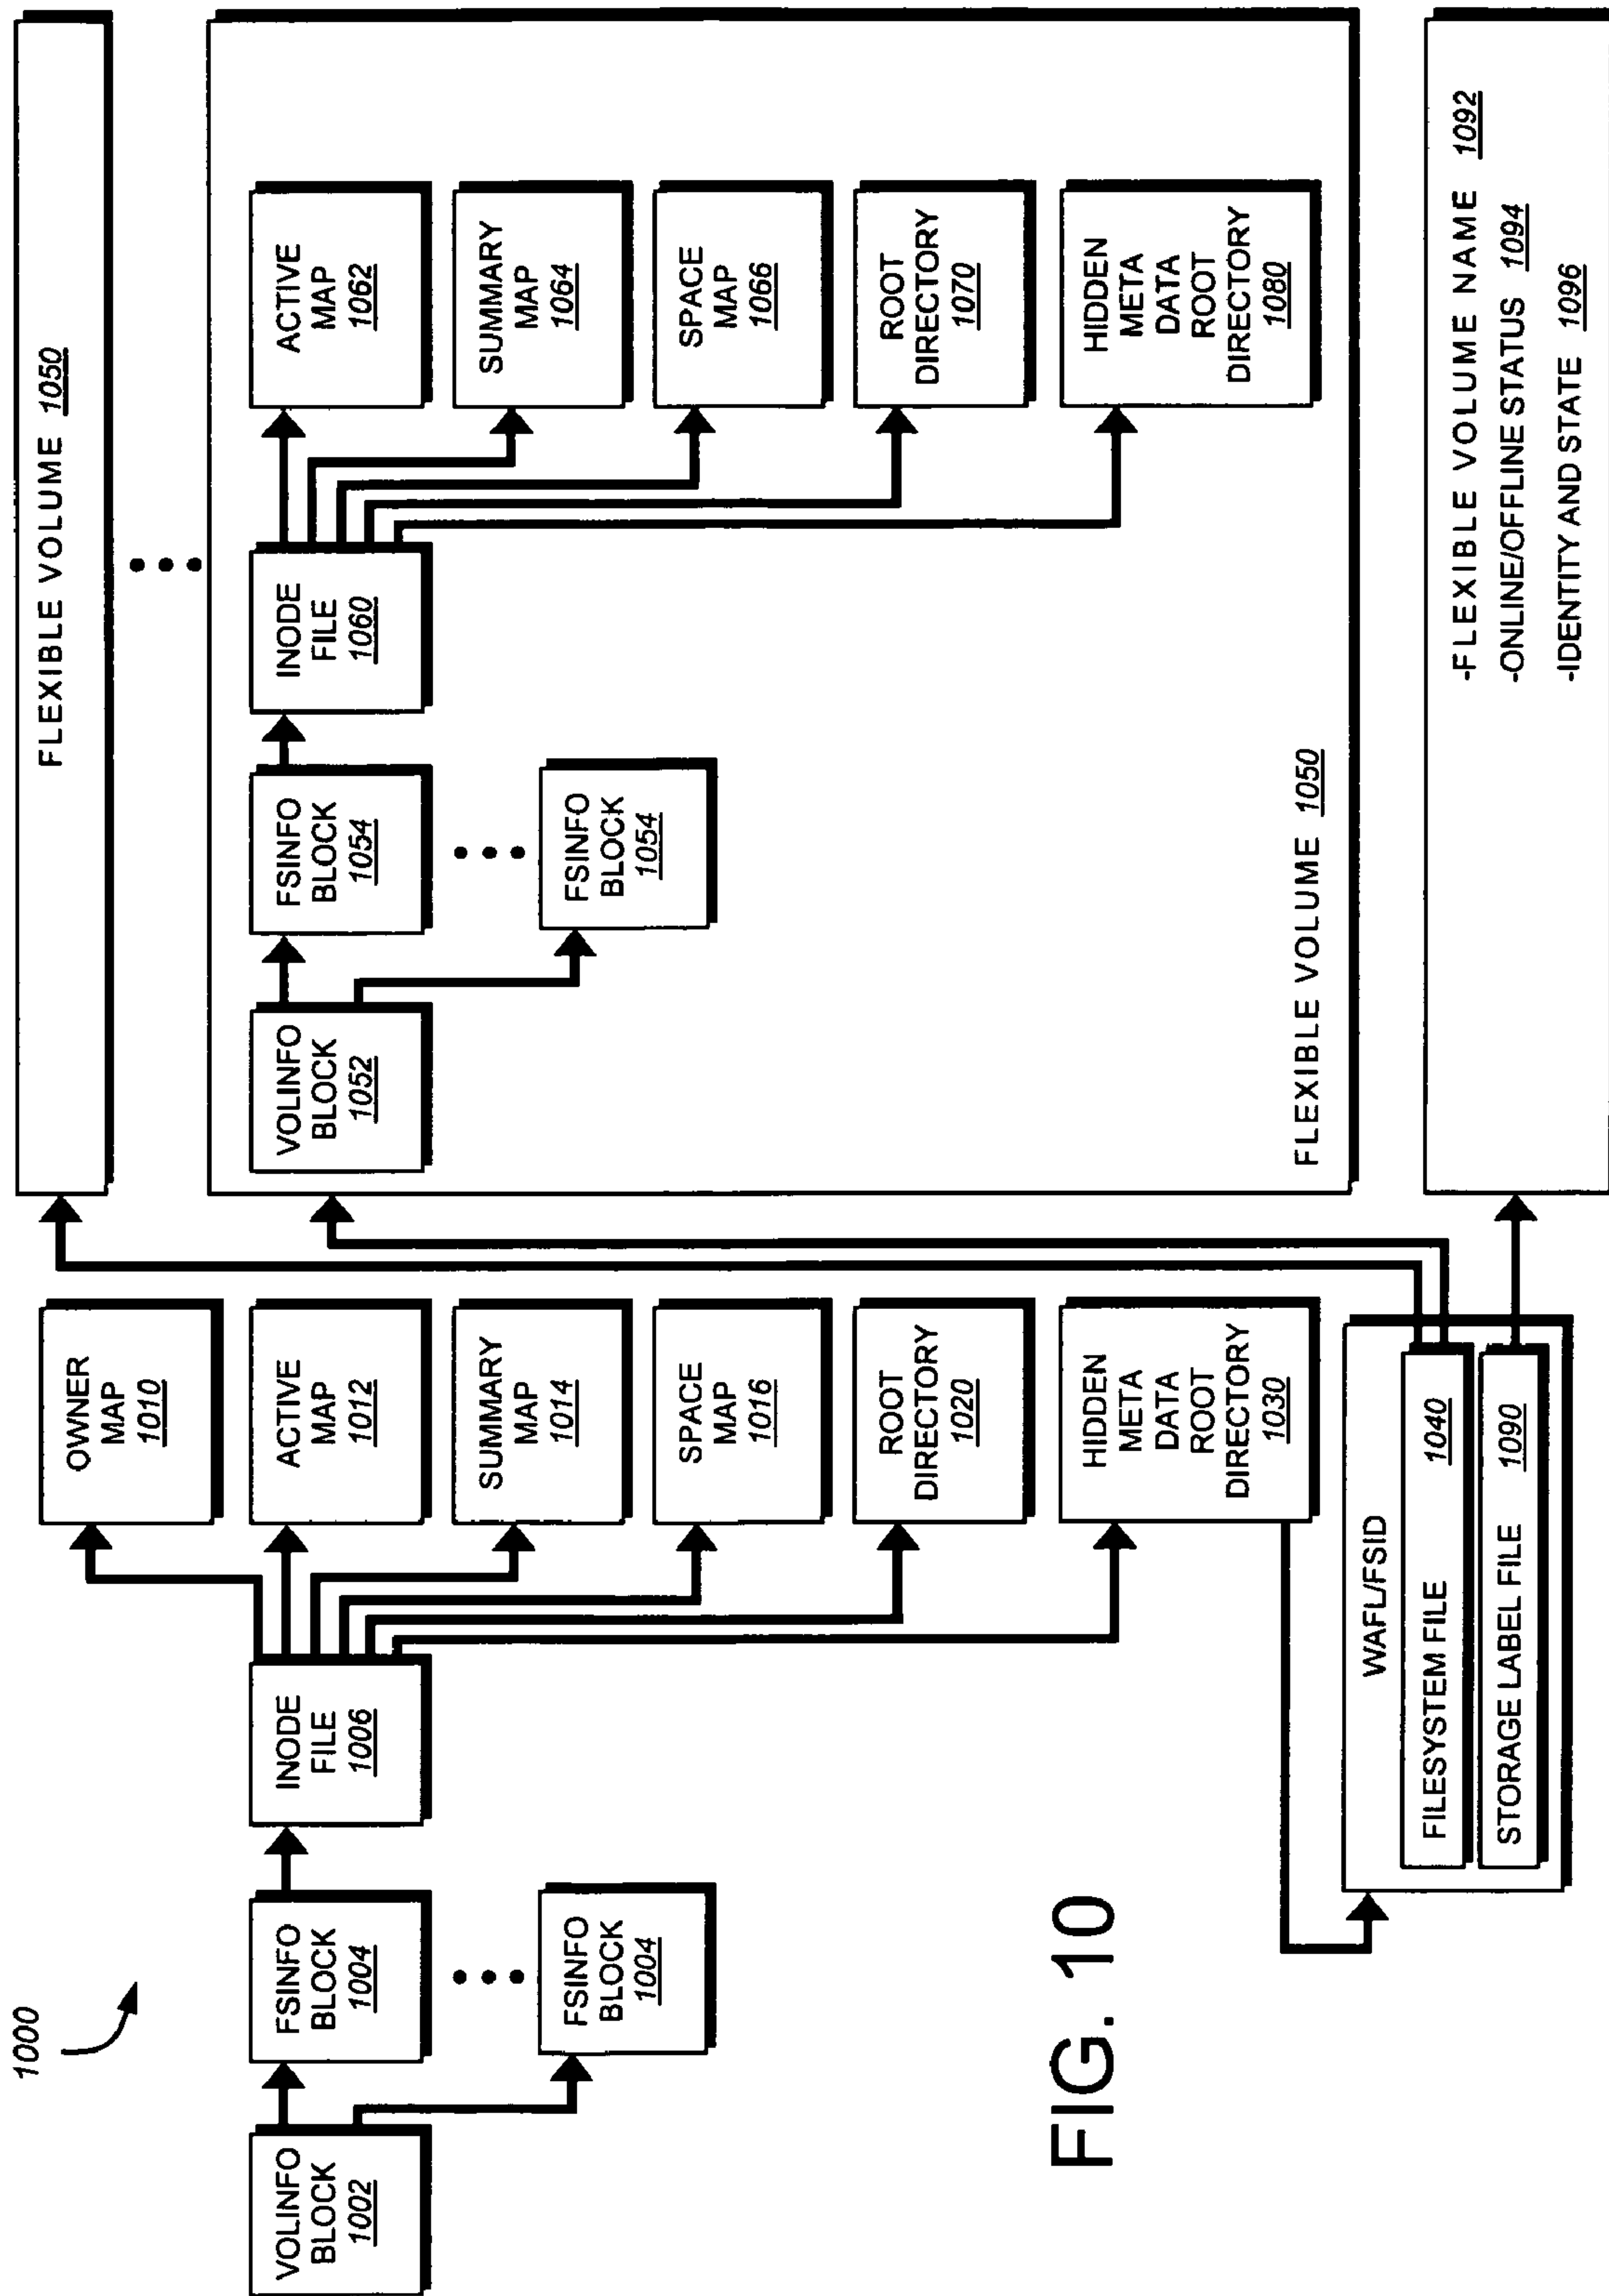 1000
VOLINFO
BLOCK
1002
FSINFO
BLOCK
1004
FSINFO
BLOCK
1004
INODE
FILE
1006
OWNER
MAP
1010
ACTIVE
MAP
1012
SUMMARY
MAP
1014
SPACE
MAP
1016
ROOT
DIRECTORY
1020
HIDDEN
META
DATA
ROOT
DIRECTORY
1030
WAFL/FSID
FILESYSTEM FILE 1040
STORAGE LABEL FILE 1090
FLEXIBLE VOLUME 1050
VOLINFO
BLOCK
1052
FSINFO
BLOCK
1054
FSINFO
BLOCK
1054
INODE
FILE
1060
ACTIVE
MAP
1062
SUMMARY
MAP
1064
SPACE
MAP
1066
ROOT
DIRECTORY
1070
HIDDEN
META
DATA
ROOT
DIRECTORY
1080
FLEXIBLE VOLUME 1050
-FLEXIBLE VOLUME NAME 1092
-ONLINE/OFFLINE STATUS 1094
-IDENTITY AND STATE 1096
FIG. 10